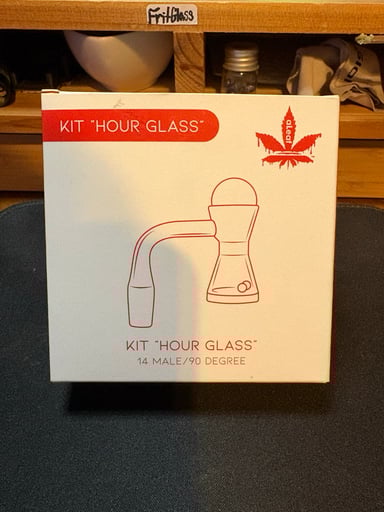 FritGlass
KIT "HOUR GLASS"
aLeaf
KIT "HOUR GLASS"
14 MALE/90 DEGREE